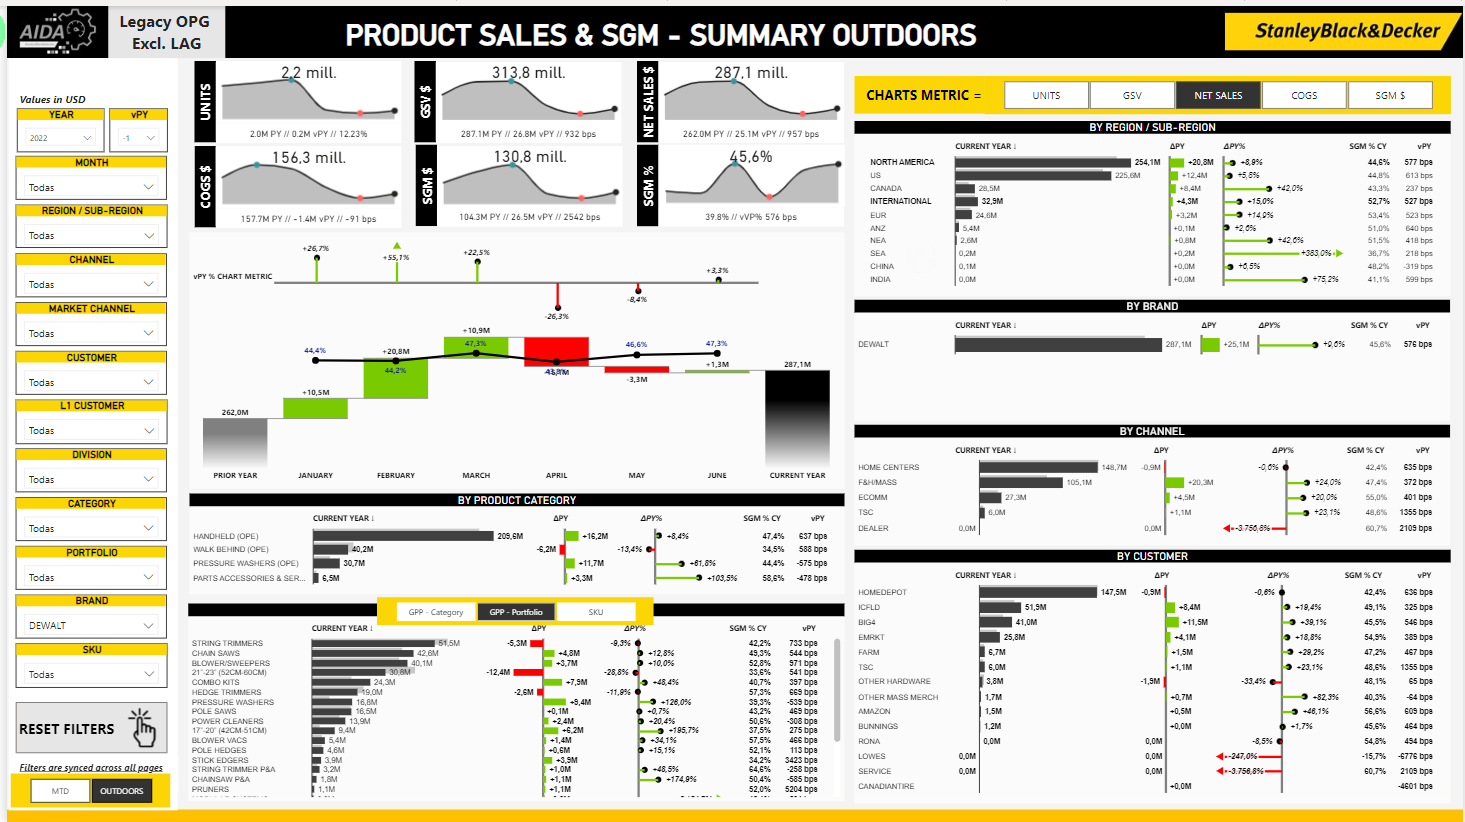 AIDA
Legacy OPG
Excl. LAG
PRODUCT SALES & SGM - SUMMARY OUTDOORS
StanleyBlack&Decker
Values in USD
YEAR
vPY
2022
-1
MONTH
Todas
REGION / SUB-REGION
Todas
CHANNEL
Todas
MARKET CHANNEL
Todas
CUSTOMER
Todas
L1 CUSTOMER
Todas
DIVISION
Todas
CATEGORY
Todas
PORTFOLIO
Todas
BRAND
DEWALT
SKU
Todas
RESET FILTERS
Filters are synced across all pages
MTD
OUTDOORS
UNITS
2,2 mill.
2.0M PY // 0.2M vPY // 12.23%
GSV $
313,8 mill.
287.1M PY // 26.8M vPY // 932 bps
NET SALES $
287,1 mill.
262.0M PY // 25.1M vPY // 957 bps
COGS $
156,3 mill.
157.7M PY // -1.4M vPY // -91 bps
SGM $
130,8 mill.
104.3M PY // 26.5M vPY // 2542 bps
SGM %
45,6%
39.8% // vVP% 576 bps
vPY % CHART METRIC
+26,7%
+55,1%
+22,5%
-26,3%
-8,4%
+3,3%
262,0M
44,4%
+10,5M
+20,8M
44,2%
+10,9M
47,3%
46,6%
-3,3M
47,3%
+1,3M
287,1M
PRIOR YEAR JANUARY FEBRUARY MARCH APRIL MAY JUNE CURRENT YEAR
BY PRODUCT CATEGORY
CURRENT YEAR ↓ ΔPY ΔPY% SGM % CY vPY
HANDHELD (OPE) 209,6M +16,2M +8,4% 47,4% 637 bps
WALK BEHIND (OPE) 40,2M -6,2M -13,4% 34,5% 588 bps
PRESSURE WASHERS (OPE) 30,7M +11,7M +61,8% 44,4% -575 bps
PARTS ACCESSORIES & SER... 6,5M +3,3M +103,5% 58,6% -478 bps
GPP - Category
GPP - Portfolio
SKU
CURRENT YEAR ↓ ΔPY ΔPY% SGM % CY vPY
STRING TRIMMERS 51,5M -5,3M -9,3% 42,2% 733 bps
CHAIN SAWS 42,6M +4,8M +12,8% 49,3% 544 bps
BLOWER/SWEEPERS 40,1M +3,7M +10,0% 52,8% 971 bps
21"-23" (52CM-60CM) 30,8M -12,4M -28,8% 33,6% 541 bps
COMBO KITS 24,3M +7,9M +48,4% 40,7% 397 bps
HEDGE TRIMMERS 19,0M -2,6M -11,9% 57,3% 669 bps
PRESSURE WASHERS 16,8M +9,4M +126,0% 39,3% -539 bps
POLE SAWS 16,5M +0,1M +0,7% 43,2% 469 bps
POWER CLEANERS 13,9M +2,4M +20,4% 50,6% -308 bps
17"-20" (42CM-51CM) 9,4M +6,2M +195,7% 37,5% 275 bps
BLOWER VACS 5,4M +1,4M +34,1% 57,5% 466 bps
POLE HEDGES 4,6M +0,6M +15,1% 52,1% 113 bps
STICK EDGERS 3,9M +3,9M 34,2% 3423 bps
STRING TRIMMER P&A 3,2M +1,0M +48,5% 64,6% -258 bps
CHAINSAW P&A 1,8M +1,1M +174,9% 50,4% -585 bps
PRUNERS 1,1M +1,1M 52,0% 5204 bps
CHARTS METRIC =
UNITS
GSV
NET SALES
COGS
SGM $
BY REGION / SUB-REGION
CURRENT YEAR ↓ ΔPY ΔPY% SGM % CY vPY
NORTH AMERICA 254,1M +20,8M +8,9% 44,6% 577 bps
US 225,6M +12,4M +5,8% 44,8% 613 bps
CANADA 28,5M +8,4M +42,0% 43,3% 237 bps
INTERNATIONAL 32,9M +4,3M +15,0% 52,7% 527 bps
EUR 24,6M +3,2M +14,9% 53,4% 523 bps
ANZ 5,4M +0,1M +2,6% 51,0% 640 bps
NEA 2,6M +0,8M +42,6% 51,5% 418 bps
SEA 0,2M +0,2M +383,0% 36,7% 218 bps
CHINA 0,1M +0,0M +6,5% 48,2% -319 bps
INDIA 0,0M +0,0M +75,2% 41,1% 599 bps
BY BRAND
CURRENT YEAR ↓ ΔPY ΔPY% SGM % CY vPY
DEWALT 287,1M +25,1M +9,6% 45,6% 576 bps
BY CHANNEL
CURRENT YEAR ↓ ΔPY ΔPY% SGM % CY vPY
HOME CENTERS 148,7M -0,9M -0,6% 42,4% 635 bps
F&H/MASS 105,1M +20,3M +24,0% 47,4% 372 bps
ECOMM 27,3M +4,5M +20,0% 55,0% 401 bps
TSC 6,0M +1,1M +23,1% 48,6% 1355 bps
DEALER 0,0M 0,0M -3.756,8% 60,7% 2109 bps
BY CUSTOMER
CURRENT YEAR ↓ ΔPY ΔPY% SGM % CY vPY
HOMEDEPOT 147,5M -0,9M -0,6% 42,4% 636 bps
ICFLD 51,9M +8,4M +19,4% 49,1% 325 bps
BIG4 41,0M +11,5M +39,1% 45,5% 546 bps
EMRKT 25,8M +4,1M +18,8% 54,9% 389 bps
FARM 6,7M +1,5M +29,2% 47,2% 467 bps
TSC 6,0M +1,1M +23,1% 48,6% 1355 bps
OTHER HARDWARE 3,8M -1,9M -33,4% 48,1% 65 bps
OTHER MASS MERCH 1,7M +0,7M +82,3% 40,3% -64 bps
AMAZON 1,5M +0,5M +46,1% 56,6% 609 bps
BUNNINGS 1,2M +0,0M +1,7% 45,6% 464 bps
RONA 0,0M 0,0M -8,5% 54,8% 494 bps
LOWES 0,0M 0,0M -247,0% -15,7% -6776 bps
SERVICE 0,0M 0,0M -3.756,8% 60,7% 2109 bps
CANADIANTIRE +0,0M -4601 bps